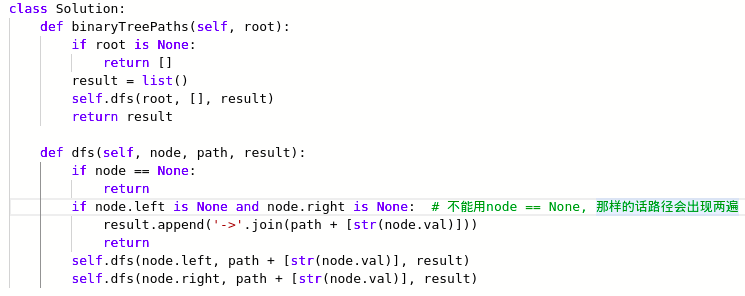 class Solution:
    def binaryTreePaths(self, root):
        if root is None:
            return []
        result = list()
        self.dfs(root, [], result)
        return result

    def dfs(self, node, path, result):
        if node == None:
            return
        if node.left is None and node.right is None:  # 不能用node == None, 那样的话路径会出现两遍
            result.append('->'.join(path + [str(node.val)]))
            return
        self.dfs(node.left, path + [str(node.val)], result)
        self.dfs(node.right, path + [str(node.val)], result)